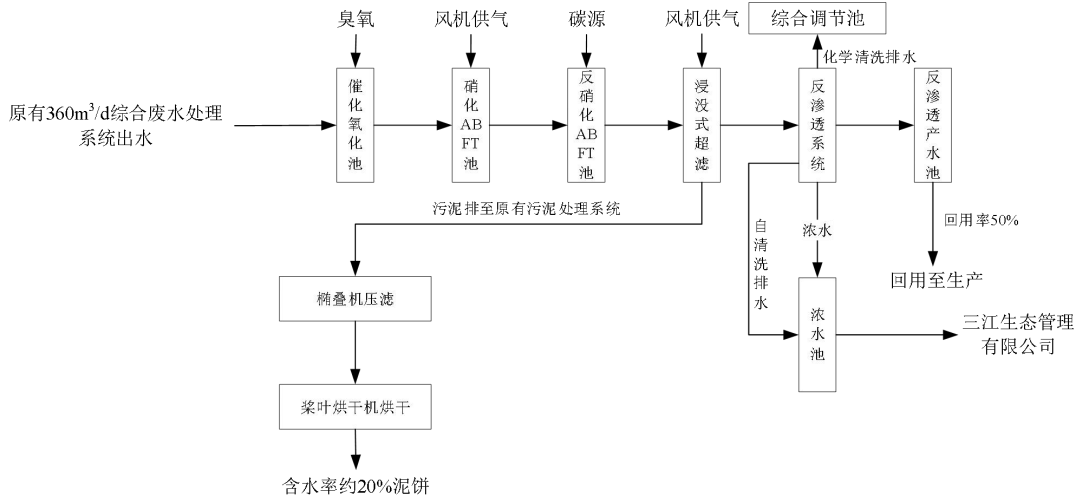 臭氧
风机供气
碳源
风机供气
综合调节池
化学清洗排水
原有360m³/d综合废水处理
系统出水
催化氧化池
硝化ABFT池
反硝化ABFT池
浸没式超滤
反渗透系统
反渗透产水池
污泥排至原有污泥处理系统
自清洗排水
浓水
回用率50%
回用至生产
椭叠机压滤
浓水池
三江生态管理
有限公司
桨叶烘干机烘干
含水率约20%泥饼